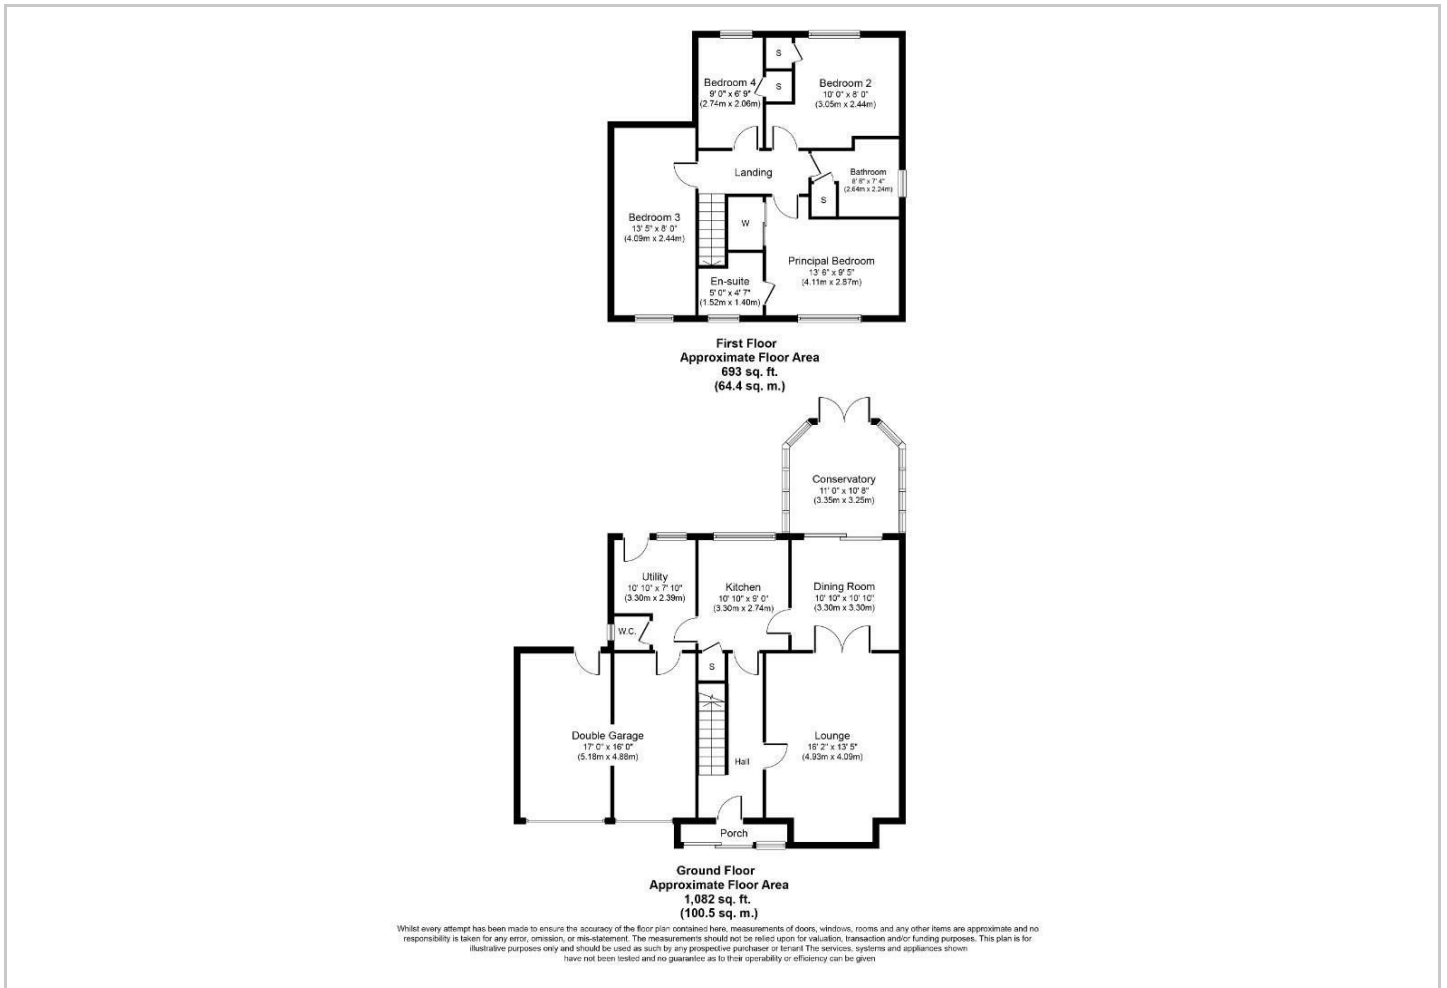 S
Bedroom 4
9' 0" x 6' 9"
(2.74m x 2.06m)
S
Bedroom 2
10' 0" x 8' 0"
(3.05m x 2.44m)
Landing
Bathroom
8' 8" x 7' 4"
(2.64m x 2.24m)
S
Bedroom 3
13' 5" x 8' 0"
(4.09m x 2.44m)
W
Principal Bedroom
13' 6" x 9' 5"
(4.11m x 2.87m)
En-suite
5' 0" x 4' 7"
(1.52m x 1.40m)
First Floor
Approximate Floor Area
693 sq. ft.
(64.4 sq. m.)
Conservatory
11' 0" x 10' 8"
(3.35m x 3.25m)
Utility
10' 10" x 7' 10"
(3.30m x 2.39m)
Kitchen
10' 10" x 9' 0"
(3.30m x 2.74m)
Dining Room
10' 10" x 10' 10"
(3.30m x 3.30m)
W.C.
S
Double Garage
17' 0" x 16' 0"
(5.18m x 4.88m)
Lounge
16' 2" x 13' 5"
(4.93m x 4.09m)
Hall
Porch
Ground Floor
Approximate Floor Area
1,082 sq. ft.
(100.5 sq. m.)
Whilst every attempt has been made to ensure the accuracy of the floor plan contained here, measurements of doors, windows, rooms and any other items are approximate and no
responsibility is taken for any error, omission, or mis-statement. The measurements should not be relied upon for valuation, transaction and/or funding purposes. This plan is for
illustrative purposes only and should be used as such by any prospective purchaser or tenant The services, systems and appliances shown
have not been tested and no guarantee as to their operability or efficiency can be given